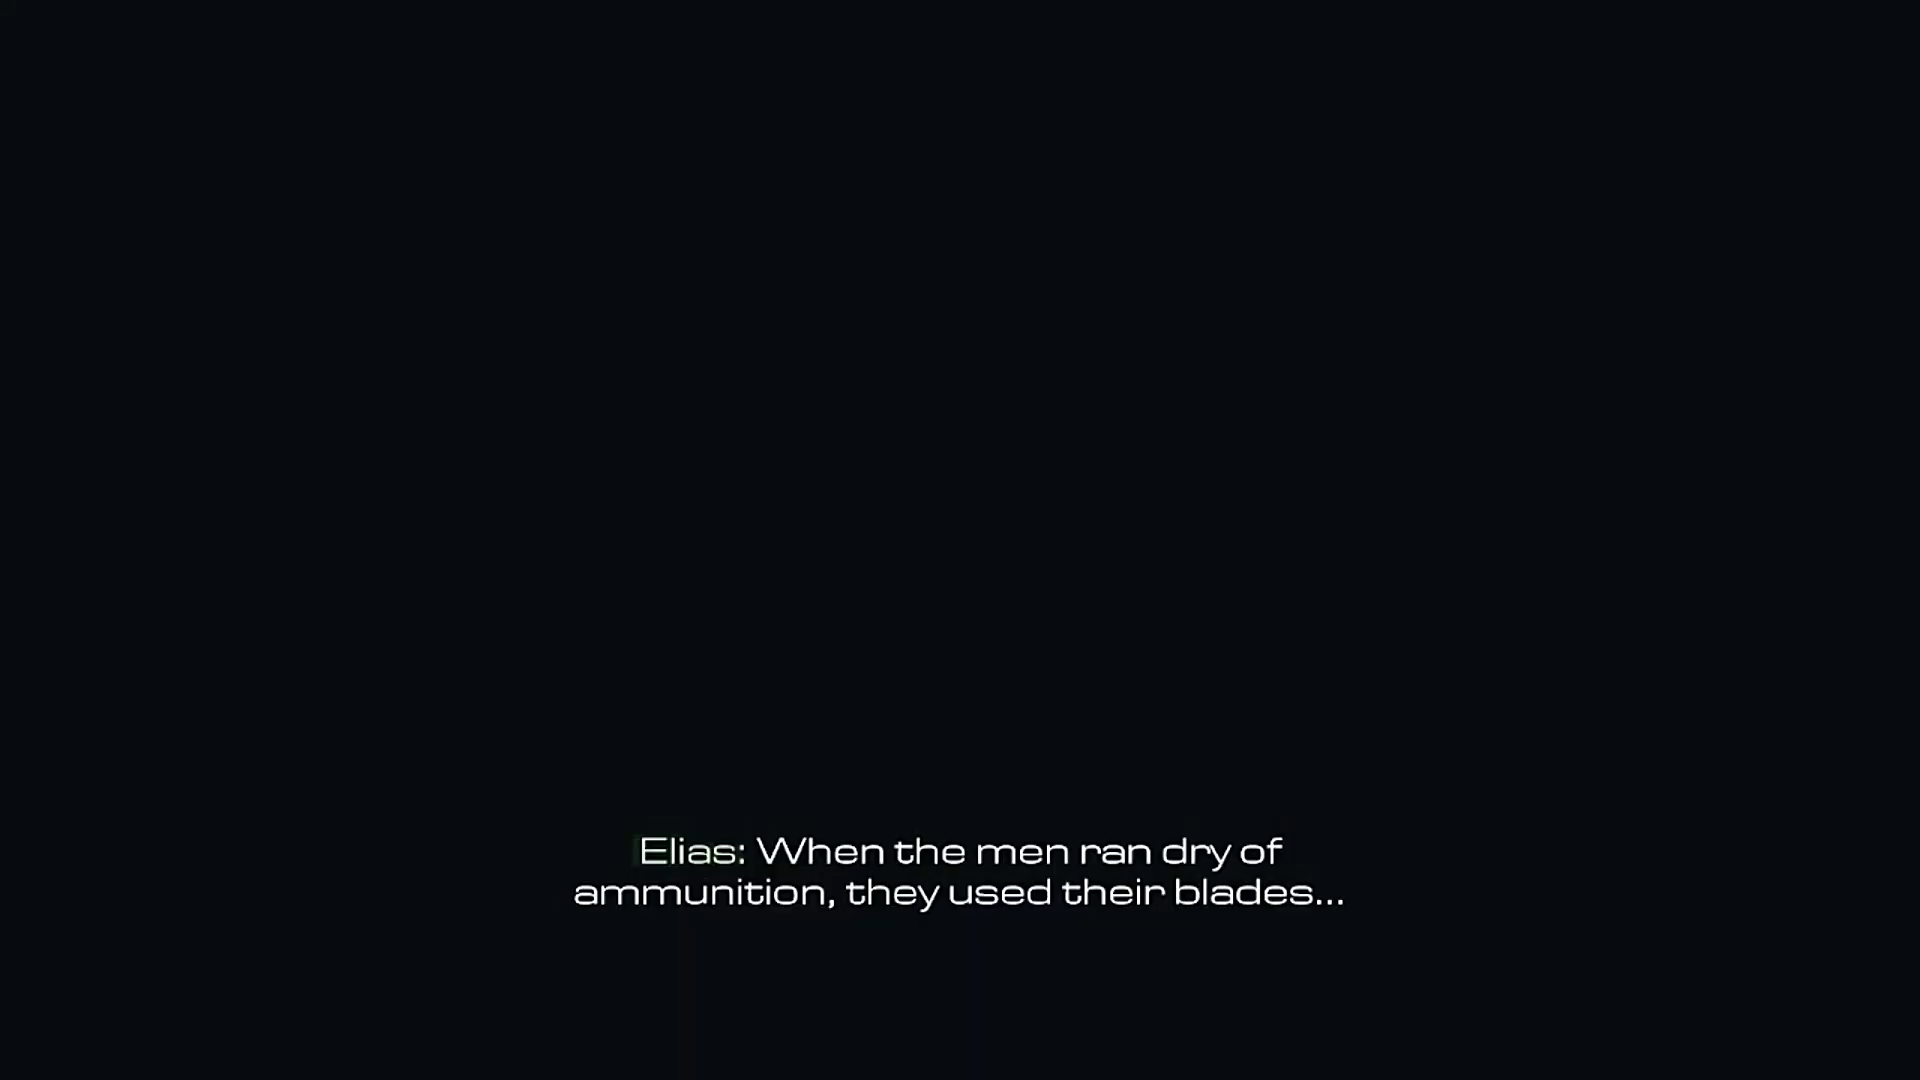 Elias: When the men ran dry of
ammunition, they used their blades...